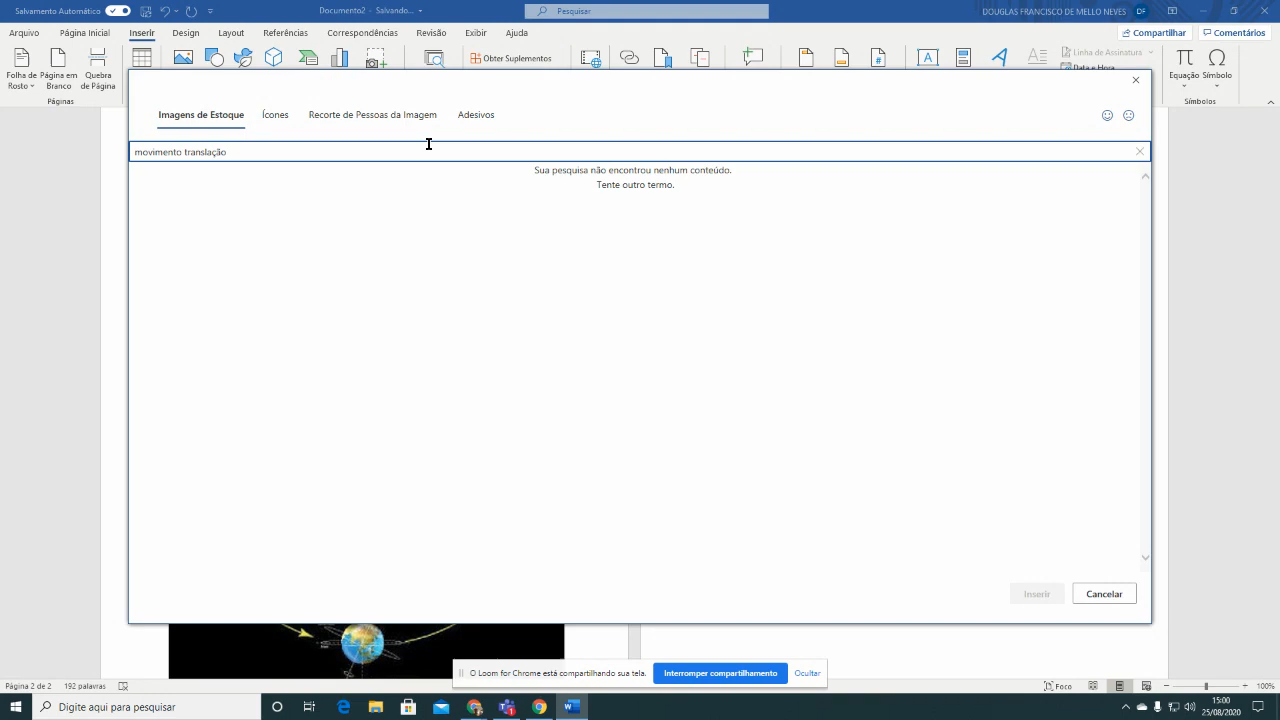 Salvamento Automático
Documento2 - Salvando...
Pesquisar
DOUGLAS FRANCISCO DE MELLO NEVES
DF
Arquivo
Página Inicial
Inserir
Design
Layout
Referências
Correspondências
Revisão
Exibir
Ajuda
Compartilhar
Comentários
Folha de Rosto
Página em Branco
Quebra de Página
Obter Suplementos
Linha de Assinatura
Data e Hora
Equação
Símbolo
Páginas
Símbolos
Imagens de Estoque
Ícones
Recorte de Pessoas da Imagem
Adesivos
movimento translação
Sua pesquisa não encontrou nenhum conteúdo.
Tente outro termo.
Inserir
Cancelar
O Loom for Chrome está compartilhando sua tela.
Interromper compartilhamento
Ocultar
Página 2 de 2
192 palavras
Foco
100%
Digite aqui para pesquisar
15:00
25/08/2020